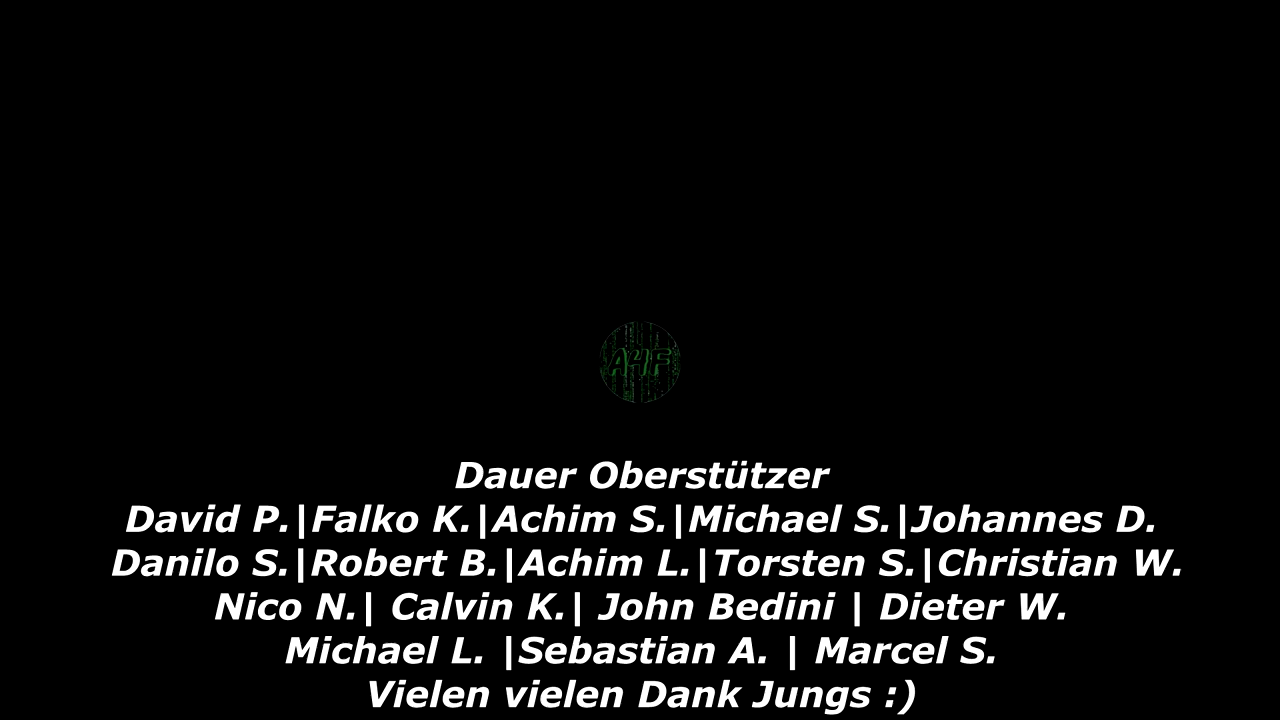 A4F
Dauer Oberstützer
David P.|Falko K.|Achim S.|Michael S.|Johannes D.
Danilo S.|Robert B.|Achim L.|Torsten S.|Christian W.
Nico N.| Calvin K.| John Bedini | Dieter W.
Michael L. |Sebastian A. | Marcel S.
Vielen vielen Dank Jungs :)